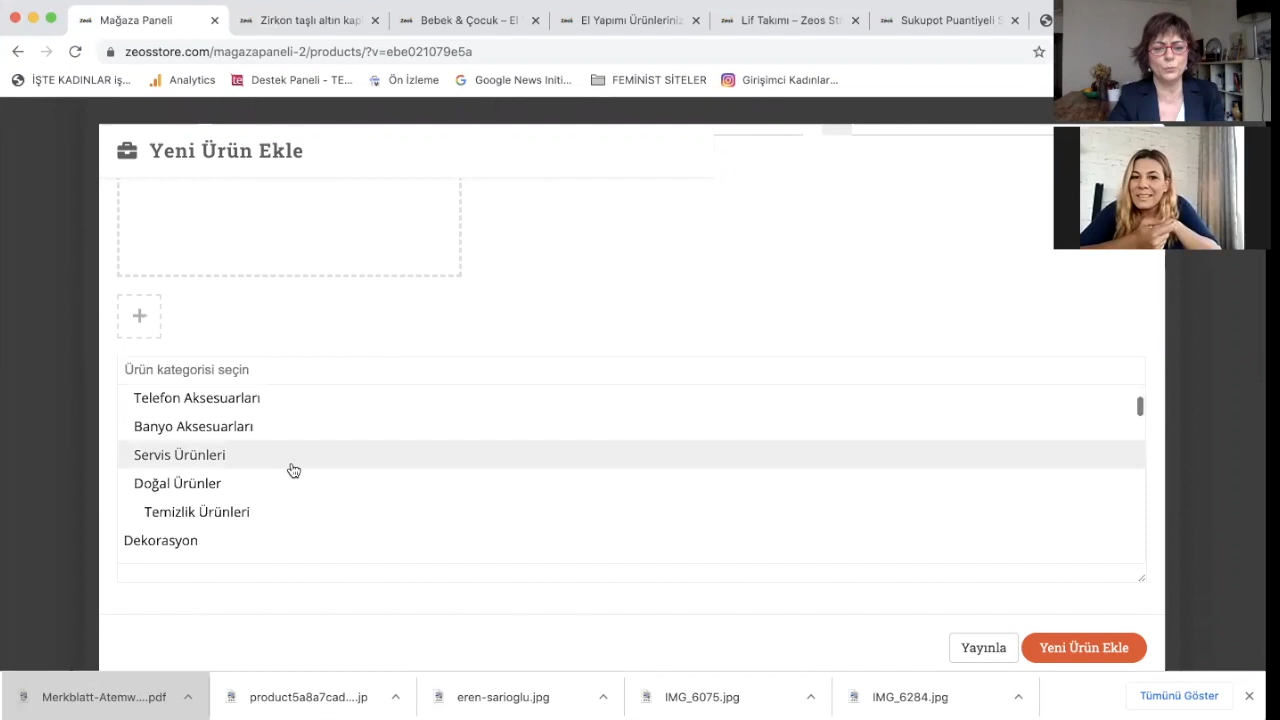 Mağaza Paneli
Zirkon taşlı altın kapl
Bebek & Çocuk – El Y
El Yapımı Ürünleriniz
Lif Takımı – Zeos Sto
Sukupot Puantiyeli S
zeosstore.com/magazapaneli-2/products/?v=ebe021079e5a
İŞTE KADINLAR iş...
Analytics
Destek Paneli - TE...
Ön İzleme
Google News Initi...
FEMİNİST SİTELER
Girişimci Kadınlar...
Yeni Ürün Ekle
Ürün kategorisi seçin
Telefon Aksesuarları
Banyo Aksesuarları
Servis Ürünleri
Doğal Ürünler
Temizlik Ürünleri
Dekorasyon
Yayınla
Yeni Ürün Ekle
Merkblatt-Atemw....pdf
product5a8a7cad....jp
eren-sarioglu.jpg
IMG_6075.jpg
IMG_6284.jpg
Tümünü Göster